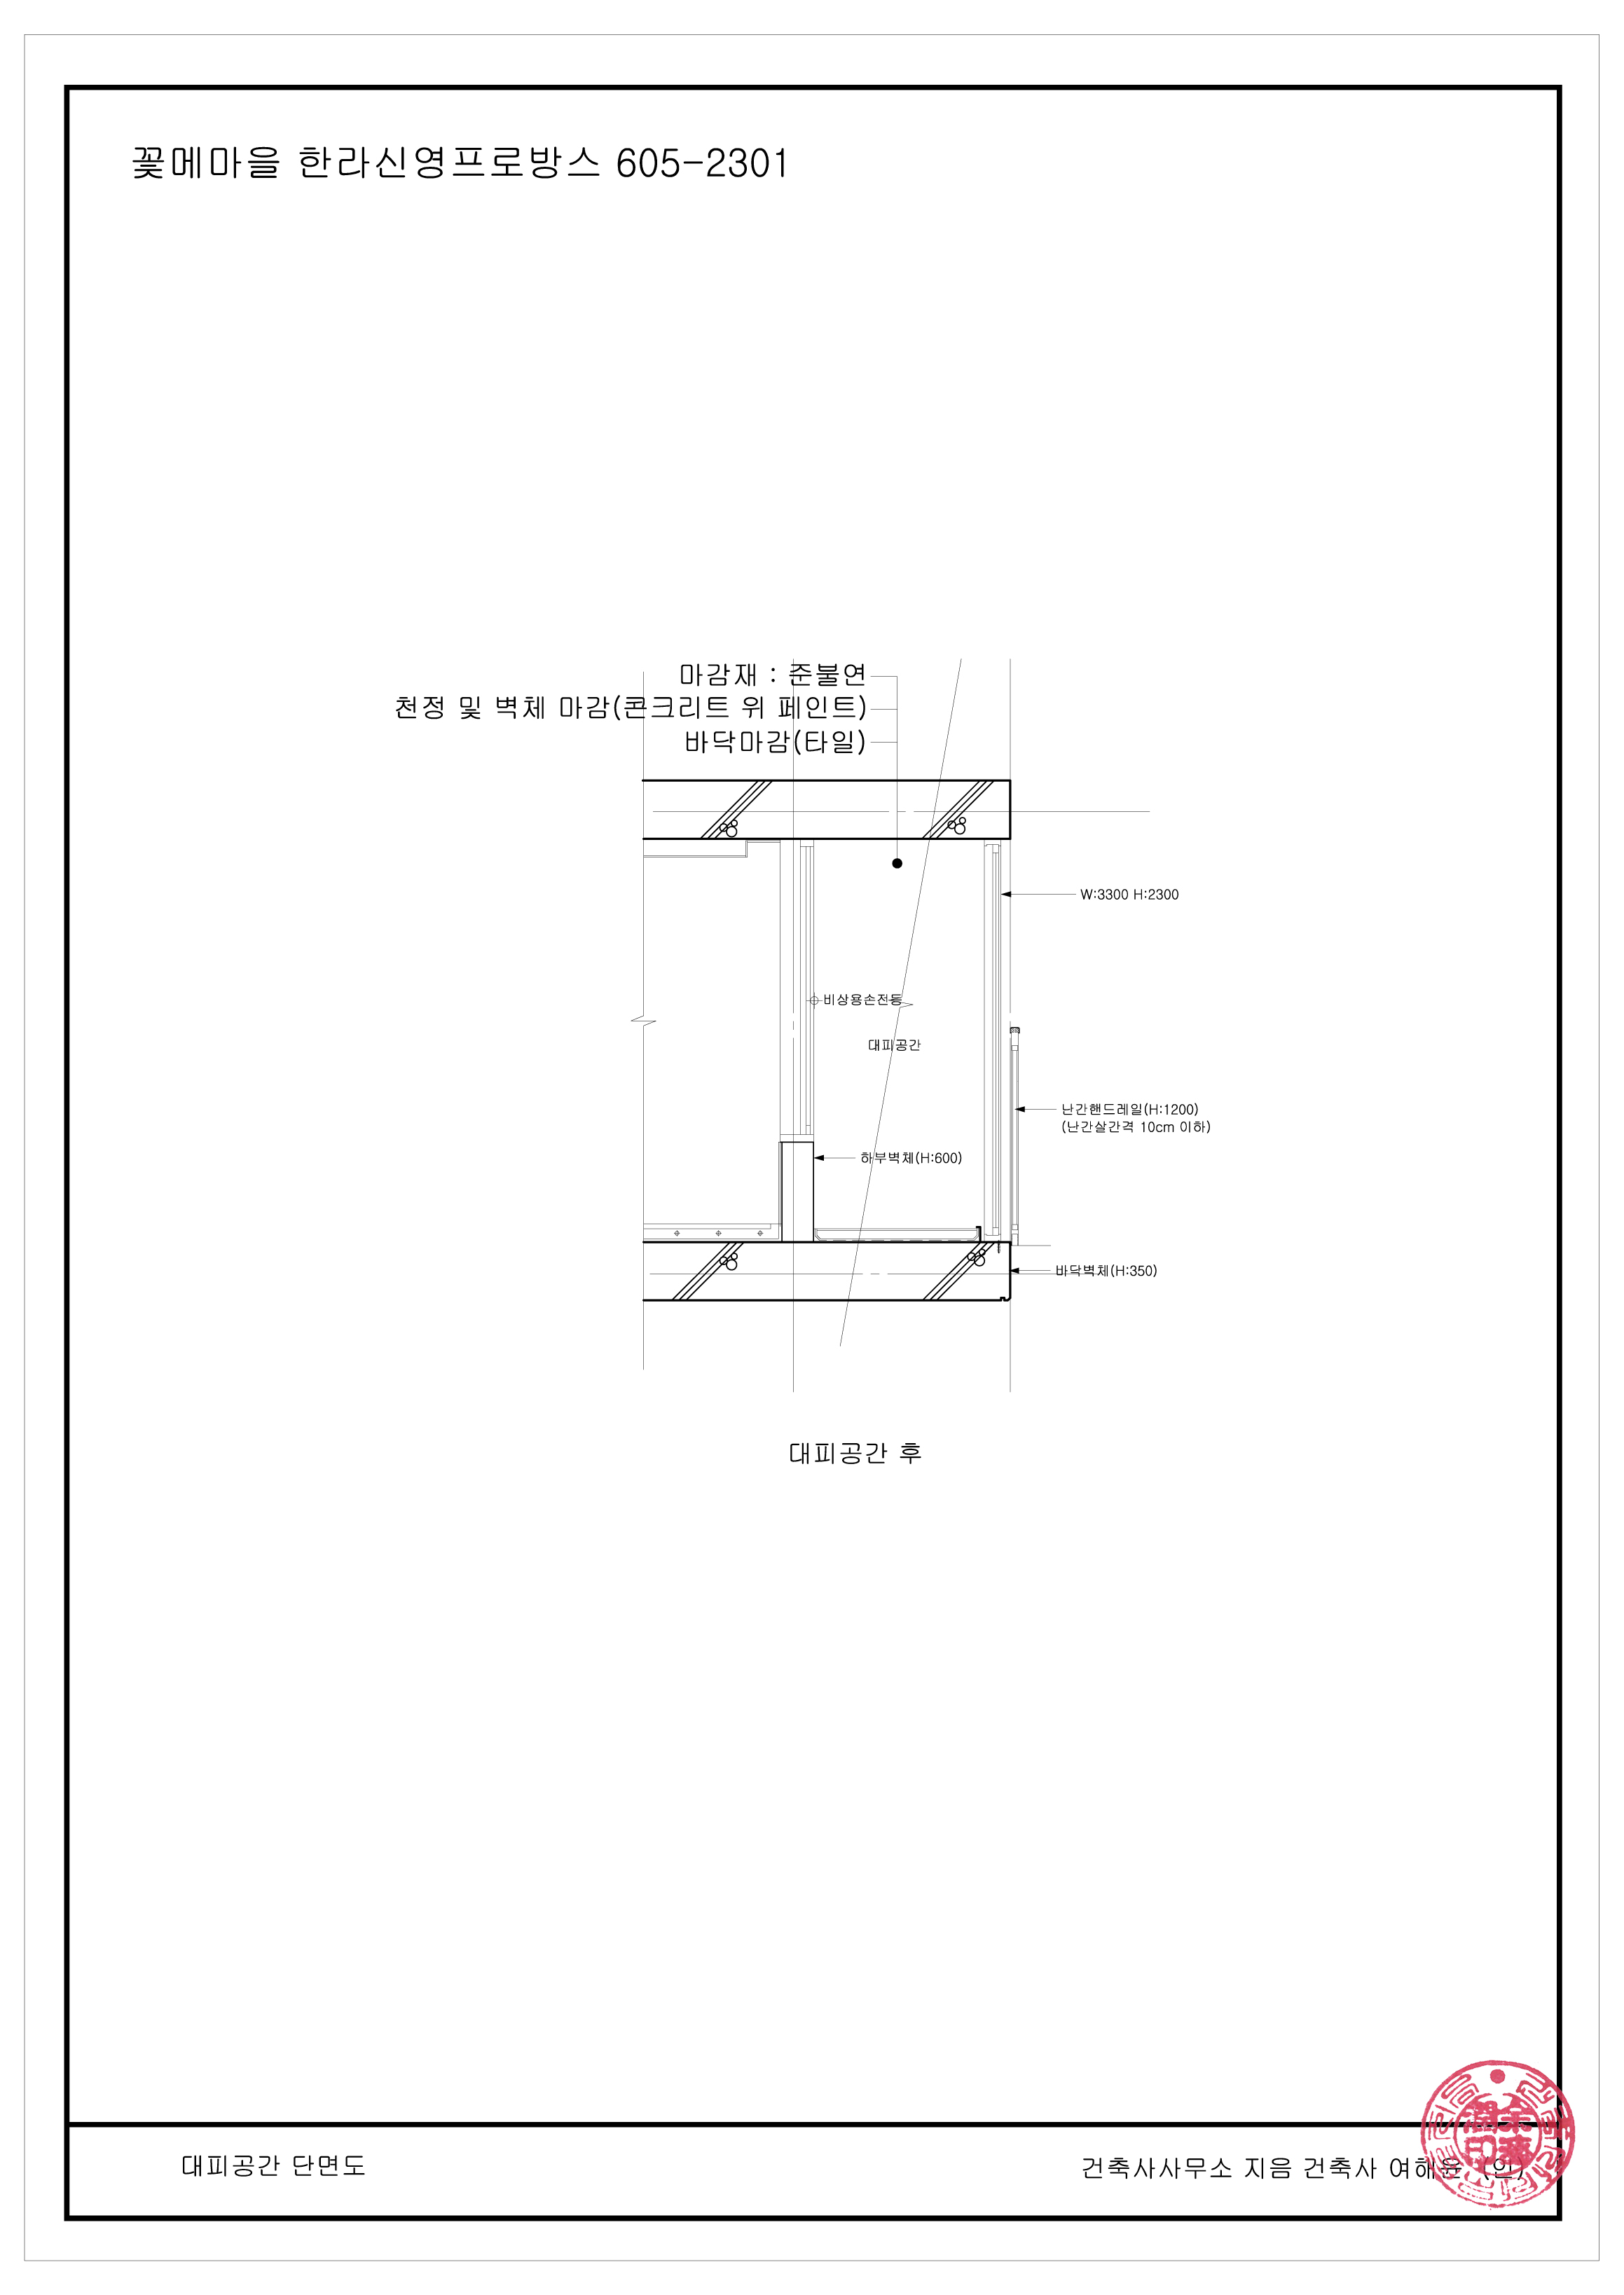 꽃메마을 한라신영프로방스 605-2301
마감재 : 준불연
천정 및 벽체 마감(콘크리트 위 페인트)
바닥마감(타일)
W:3300 H:2300
비상용손전등
대피공간
난간핸드레일(H:1200)
(난간살간격 10cm 이하)
하부벽체(H:600)
바닥벽체(H:350)
대피공간 후
대피공간 단면도
건축사사무소 지음 건축사 여해윤 (인)